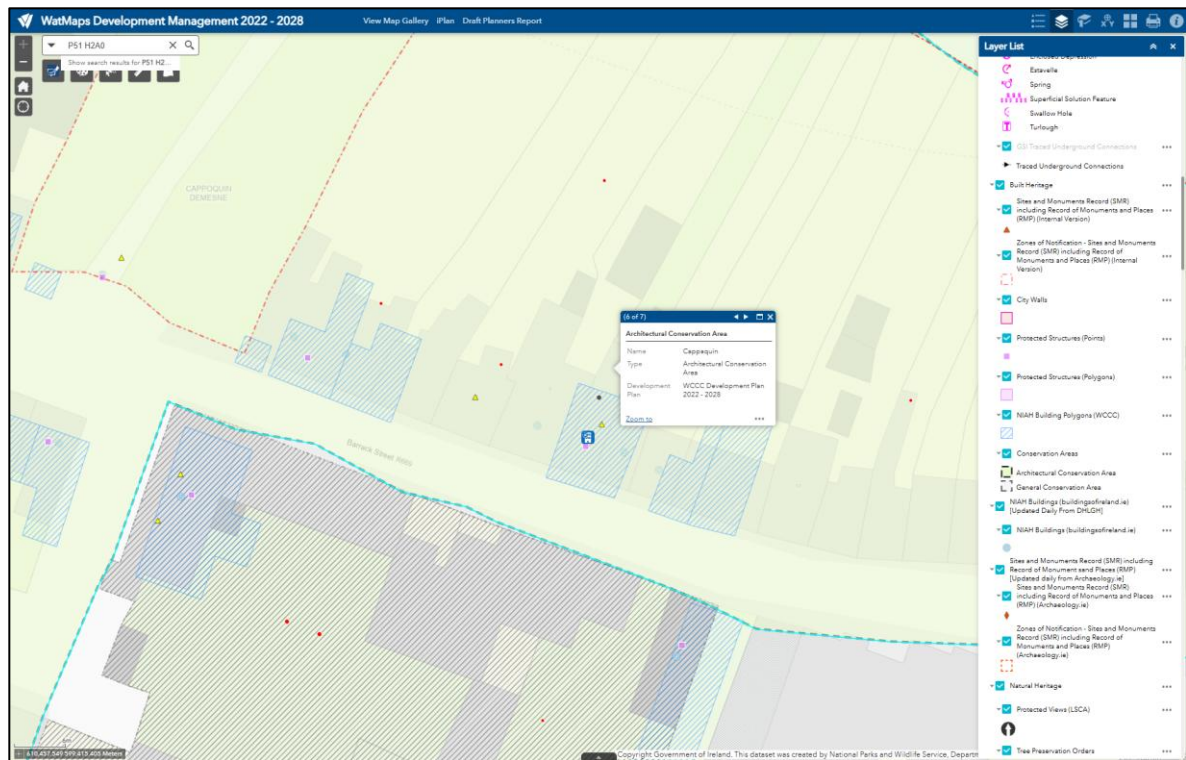 WatMaps Development Management 2022 - 2028
View Map Gallery iPlan Draft Planners Report
P51 H2A0
Show search results for P51 H2...
CAPPOQUIN
DEMESNE
(6 of 7)
Architectural Conservation Area
Name Cappoquin
Type Architectural Conservation
Area
Development WCCC Development Plan
Plan 2022 - 2028
Zoom to
Barrack Street
Copyright Government of Ireland. This dataset was created by National Parks and Wildlife Service, Departm
Layer List
Enclosed Depression
Estavelle
Spring
Superficial Solution Feature
Swallow Hole
Turlough
GSI Traced Underground Connections
Traced Underground Connections
Built Heritage
Sites and Monuments Record (SMR)
including Record of Monuments and Places
(RMP) (Internal Version)
Zones of Notification - Sites and Monuments
Record (SMR) including Record of
Monuments and Places (RMP) (Internal
Version)
City Walls
Protected Structures (Points)
Protected Structures (Polygons)
NIAH Building Polygons (WCCC)
Conservation Areas
Architectural Conservation Area
General Conservation Area
NIAH Buildings (buildingsofireland.ie)
[Updated Daily From DHLGH]
NIAH Buildings (buildingsofireland.ie)
Sites and Monuments Record (SMR) including
Record of Monument send Places (RMP)
[Updated daily from Archaeology.ie]
Sites and Monuments Record (SMR)
including Record of Monuments and Places
(RMP) (Archaeology.ie)
Zones of Notification - Sites and Monuments
Record (SMR) including Record of
Monuments and Places (RMP)
(Archaeology.ie)
Natural Heritage
Protected Views (LSCA)
Tree Preservation Orders